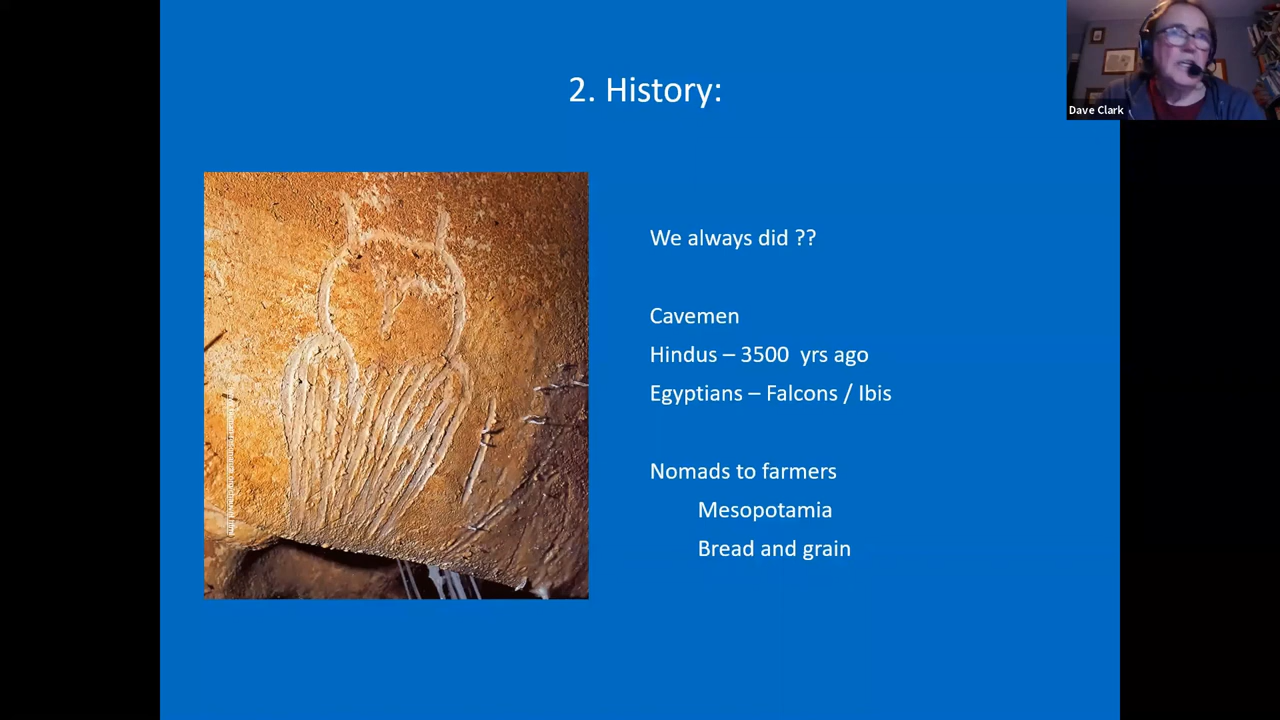 2. History:
Dave Clark
We always did ??
Cavemen
Hindus – 3500  yrs ago
Egyptians – Falcons / Ibis
Nomads to farmers
Mesopotamia
Bread and grain